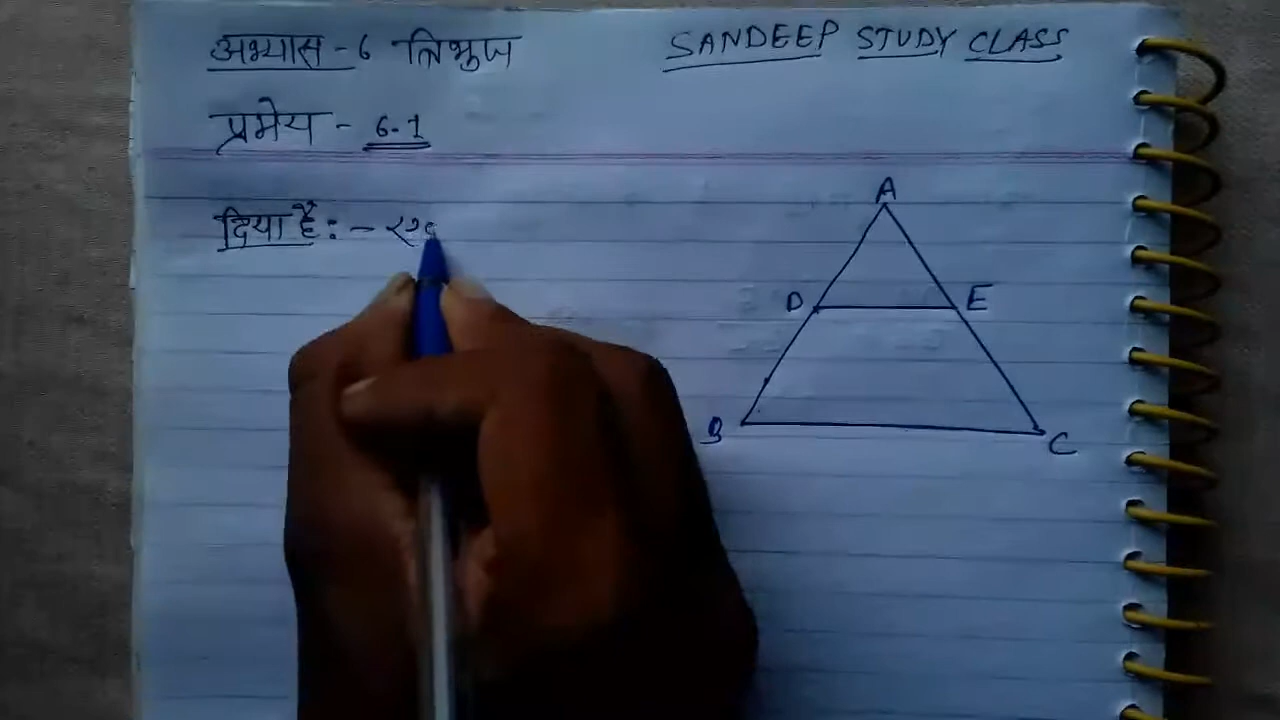 अभ्यास - 6 त्रिभुज SANDEEP STUDY CLASS
प्रमेय - 6.1
दिया है : -
A
D E
B C